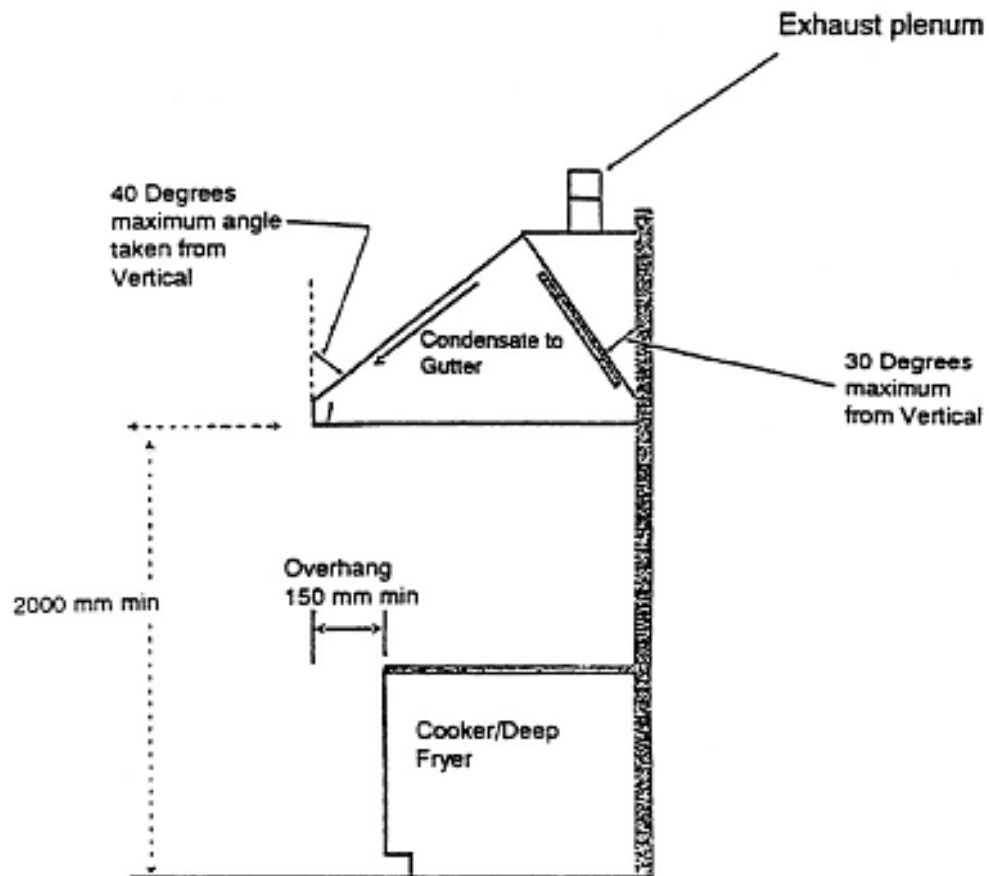 Exhaust plenum
40 Degrees
maximum angle
taken from
Vertical
Condensate to
Gutter
30 Degrees
maximum
from Vertical
Overhang
150 mm min
2000 mm min
Cooker/Deep
Fryer